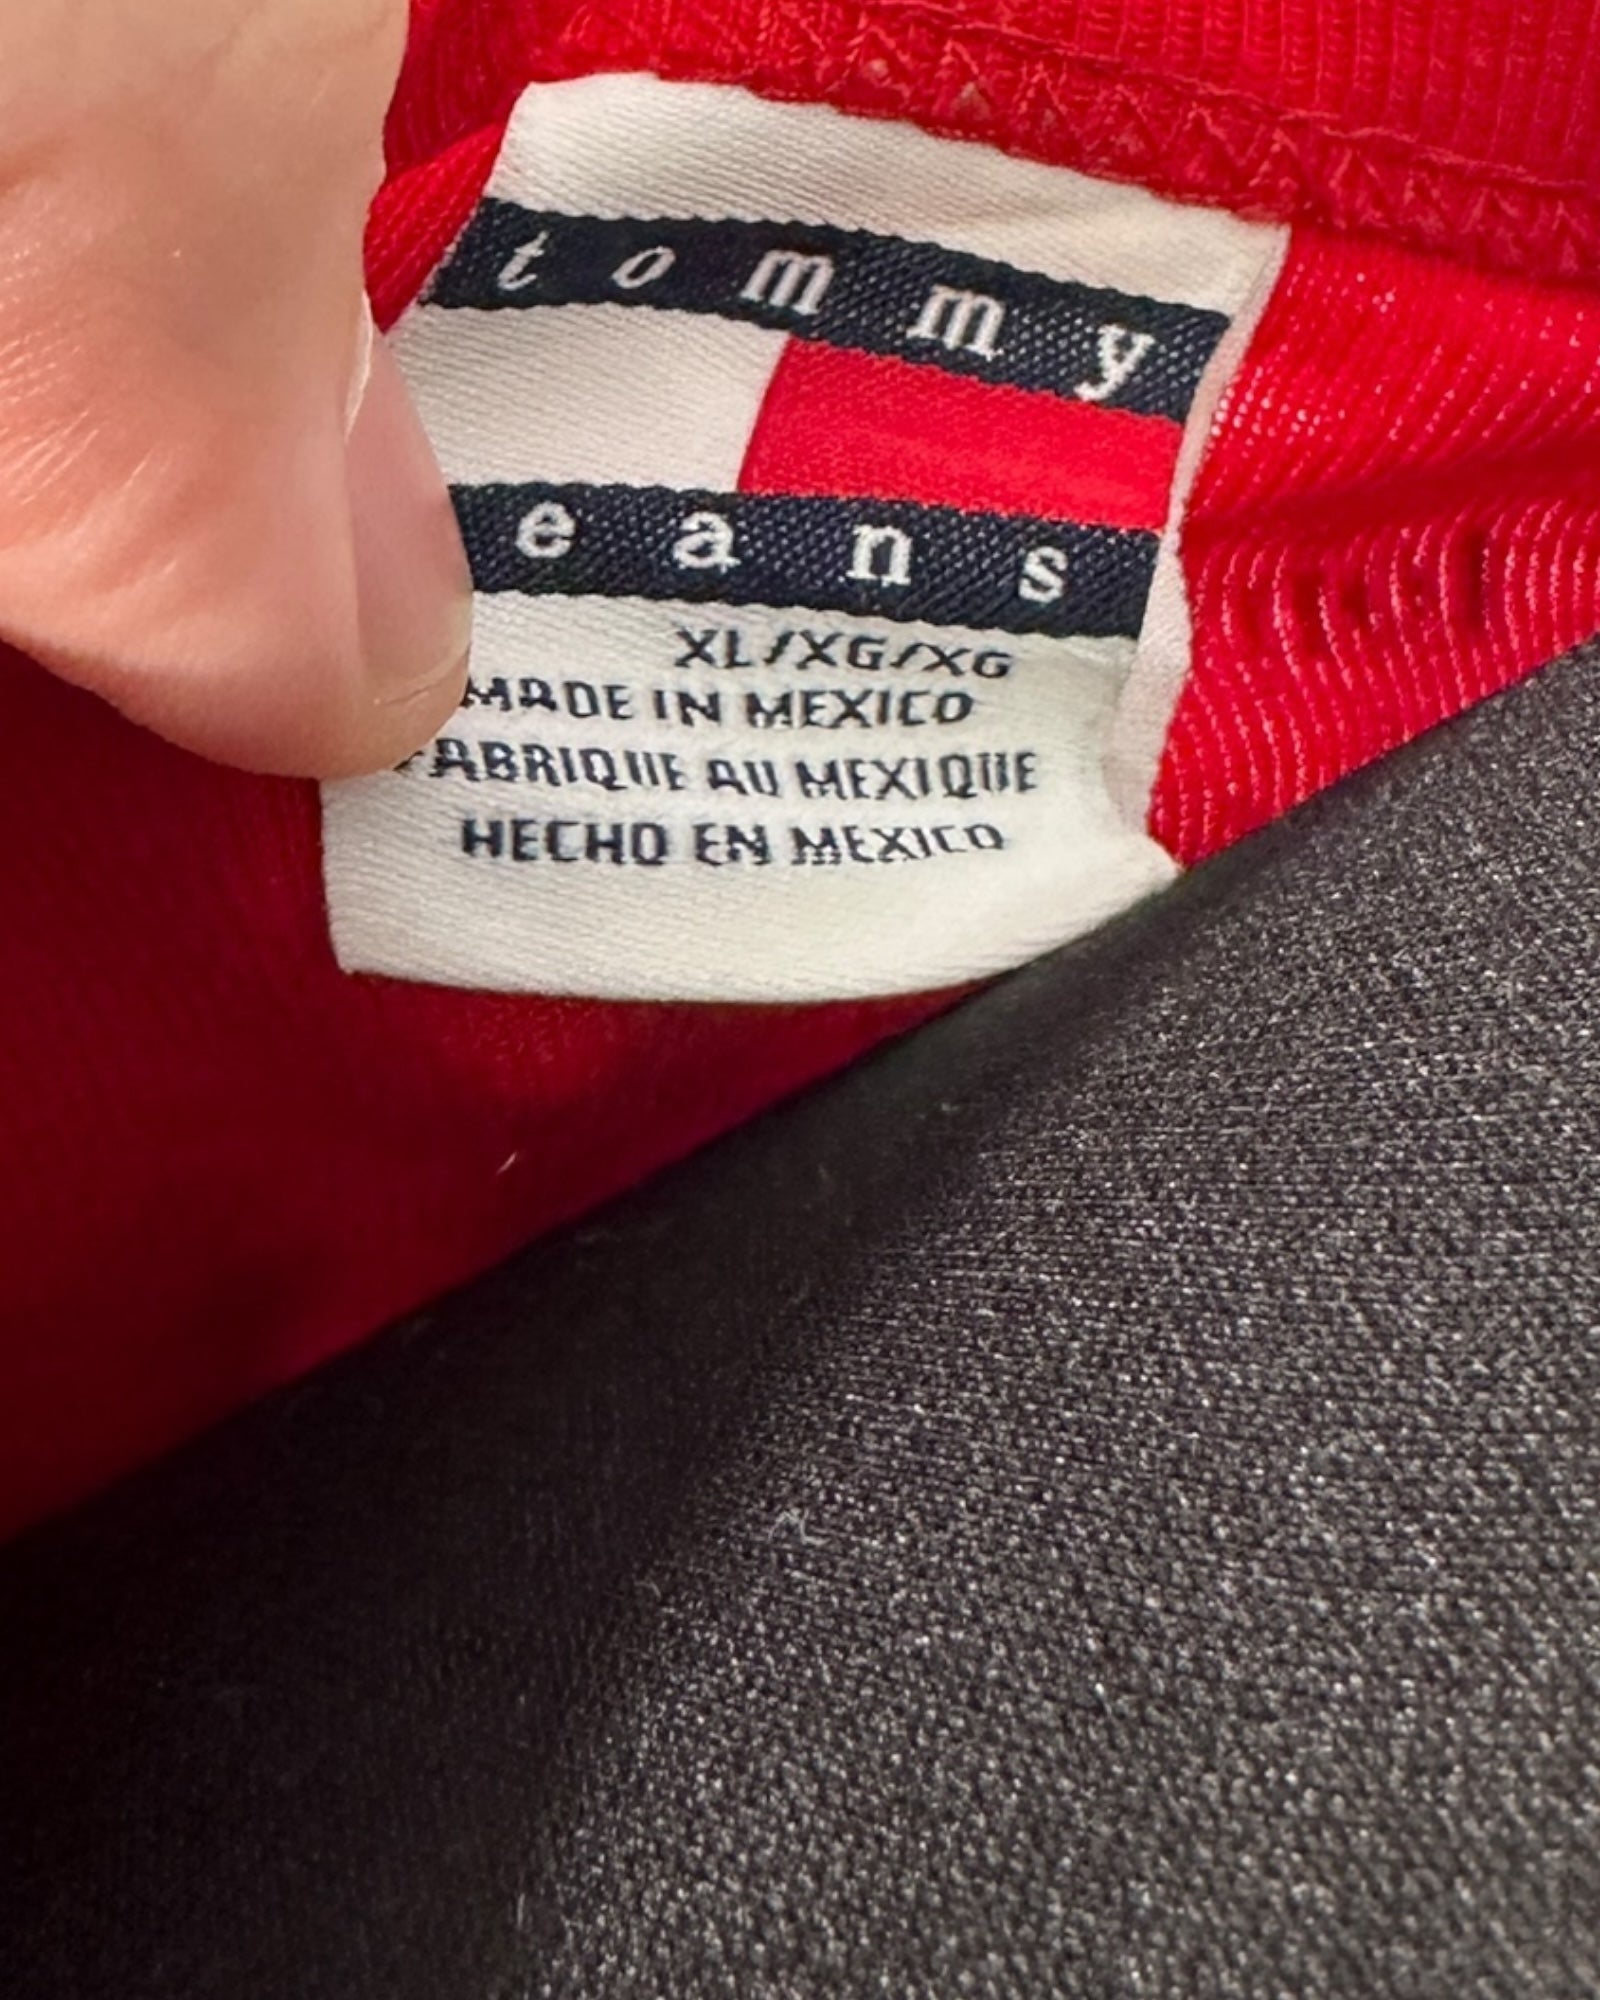 tommy
eans
XL/XG/XG
MADE IN MEXICO
FABRIQUE AU MEXIQUE
HECHO EN MEXICO